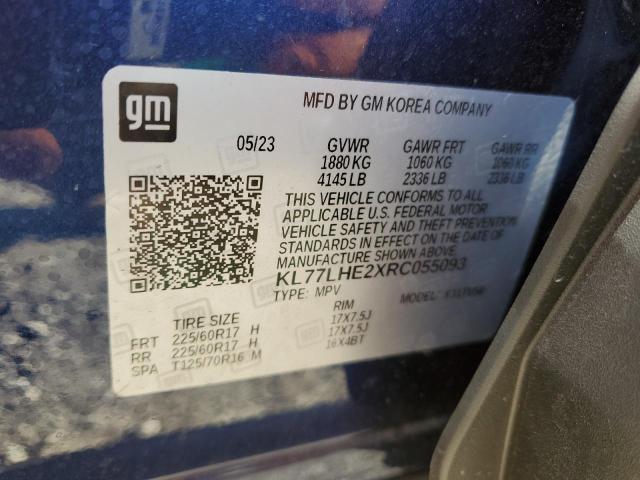 gm
MFD BY GM KOREA COMPANY
05/23 GVWR GAWR FRT GAWR RR
1880 KG 1060 KG 1060 KG
4145 LB 2336 LB 2336 LB
THIS VEHICLE CONFORMS TO ALL
APPLICABLE U.S. FEDERAL MOTOR
VEHICLE SAFETY AND THEFT PREVENTION
STANDARDS IN EFFECT ON THE DATE OF
MANUFACTURE SHOWN ABOVE.
KL77LHE2XRC055093
TYPE: MPV MODEL:
TIRE SIZE RIM
FRT 225/60R17 H 17X7.5J
RR 225/60R17 H 17X7.5J
SPA T125/70R16 M 16X4BT